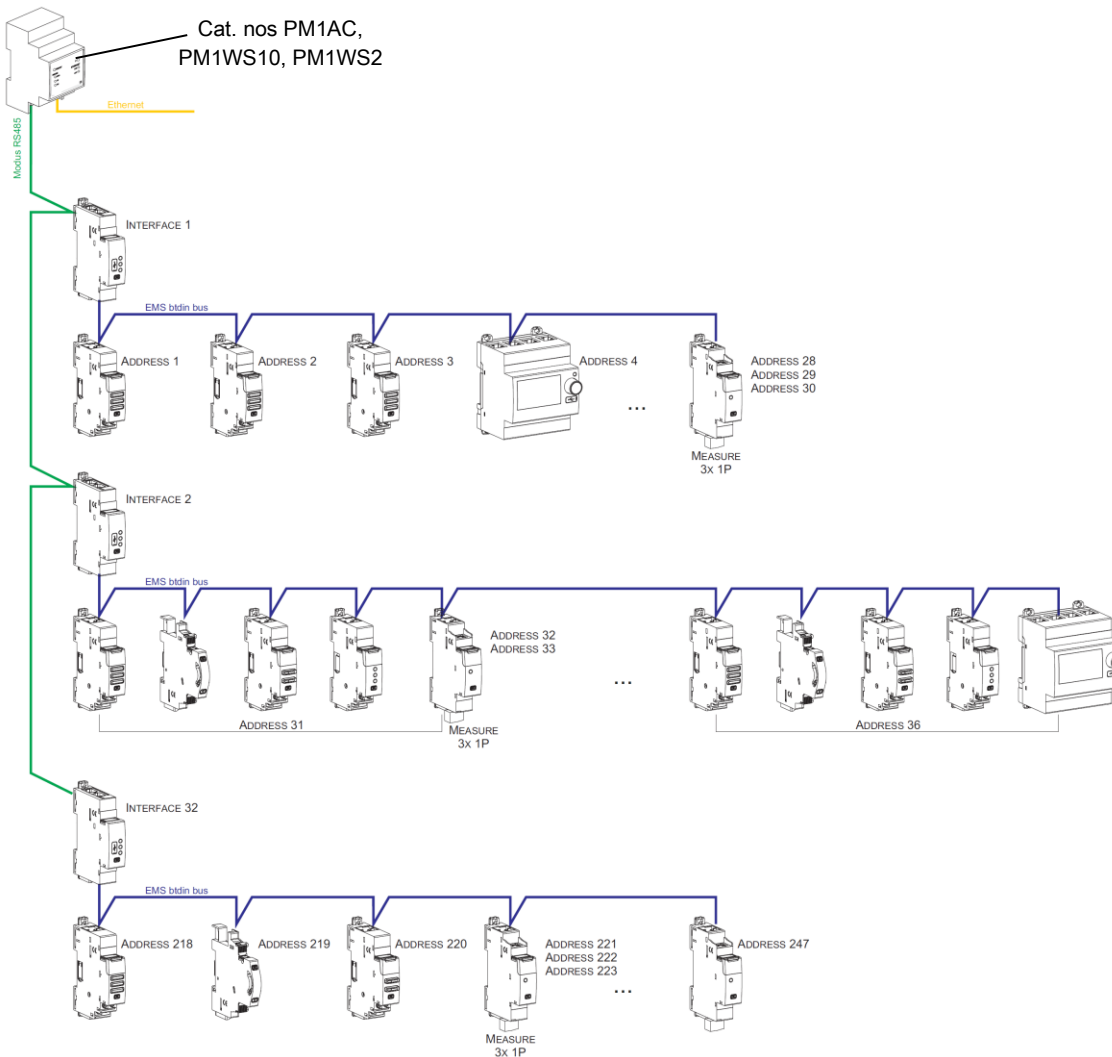 Cat. nos PM1AC,
PM1WS10, PM1WS2
Ethernet
Modus RS485
INTERFACE 1
EMS btdin bus
ADDRESS 1
ADDRESS 2
ADDRESS 3
ADDRESS 4
...
ADDRESS 28
ADDRESS 29
ADDRESS 30
MEASURE
3X 1P
INTERFACE 2
EMS btdin bus
ADDRESS 32
ADDRESS 33
...
ADDRESS 31
MEASURE
3X 1P
ADDRESS 36
INTERFACE 32
EMS btdin bus
ADDRESS 218
ADDRESS 219
ADDRESS 220
ADDRESS 221
ADDRESS 222
ADDRESS 223
...
ADDRESS 247
MEASURE
3X 1P